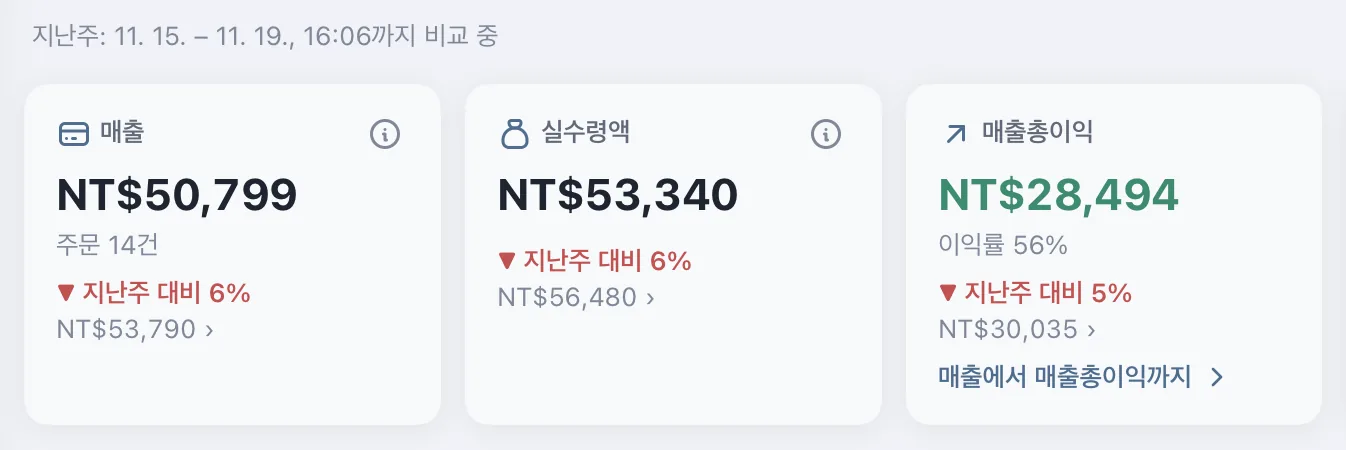 지난주: 11. 15. – 11. 19., 16:06까지 비교 중
매출
NT$50,799
주문 14건
▼ 지난주 대비 6%
NT$53,790 ›
실수령액
NT$53,340
▼ 지난주 대비 6%
NT$56,480 ›
매출총이익
NT$28,494
이익률 56%
▼ 지난주 대비 5%
NT$30,035 ›
매출에서 매출총이익까지 >